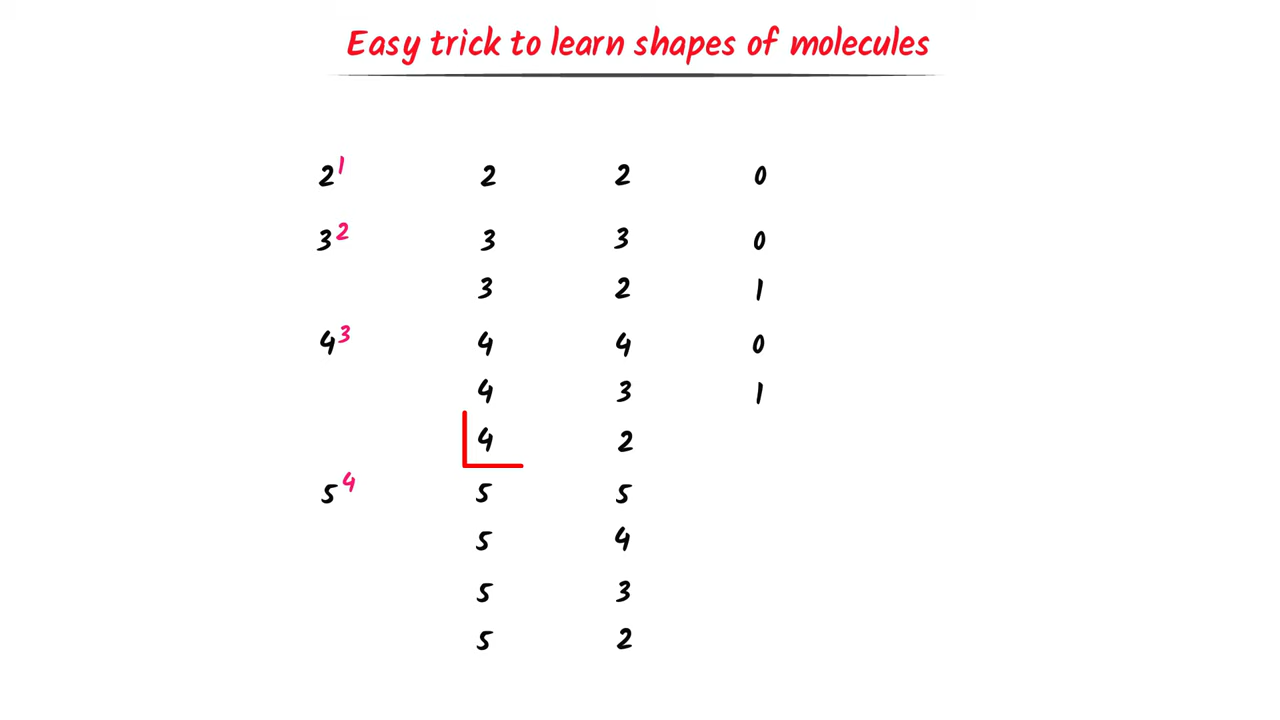 Easy trick to learn shapes of molecules
2¹ 2 2 0
3² 3 3 0
3 2 1
4³ 4 4 0
4 3 1
4 2
5⁴ 5 5
5 4
5 3
5 2